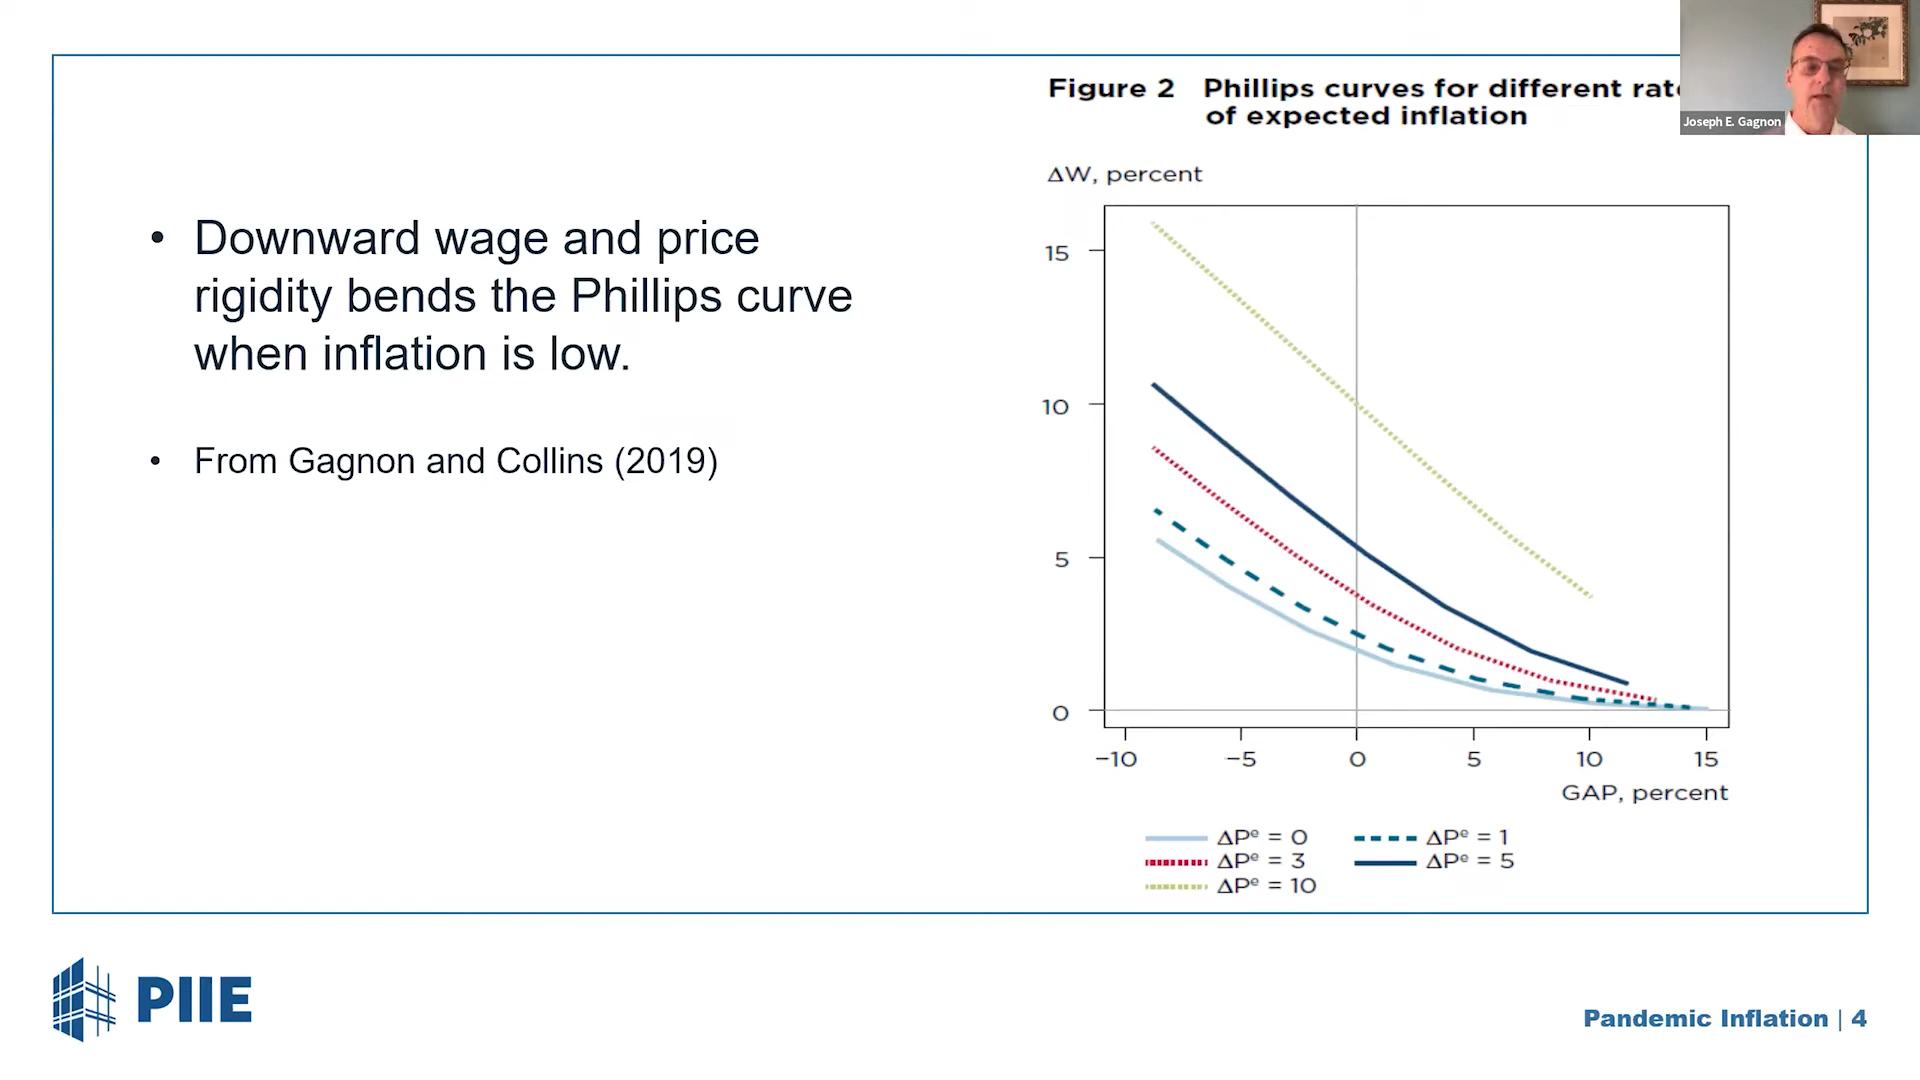 Joseph E. Gagnon
• Downward wage and price
rigidity bends the Phillips curve
when inflation is low.
• From Gagnon and Collins (2019)
Figure 2 Phillips curves for different
of expected inflation
ΔW, percent
15
10
5
0
−10 −5 0 5 10 15
GAP, percent
ΔPᵉ = 0 ΔPᵉ = 1
ΔPᵉ = 3 ΔPᵉ = 5
ΔPᵉ = 10
PIIE
Pandemic Inflation | 4